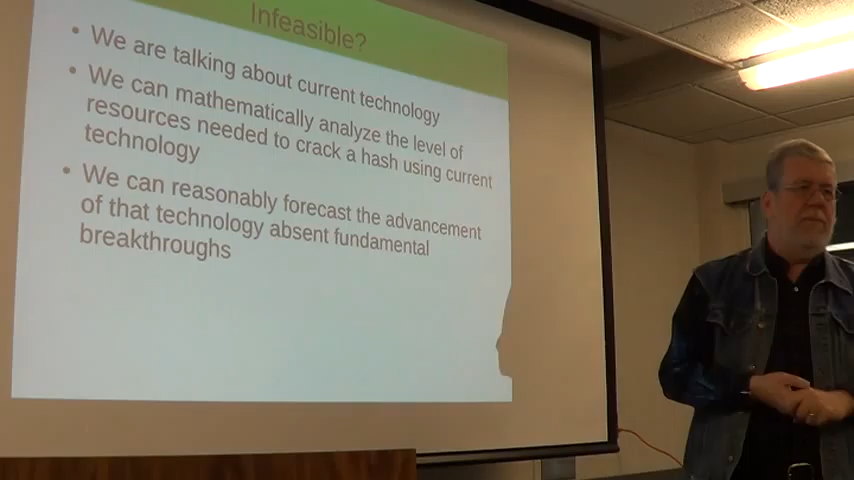 Infeasible?
• We are talking about current technology
• We can mathematically analyze the level of
resources needed to crack a hash using current
technology
• We can reasonably forecast the advancement
of that technology absent fundamental
breakthroughs